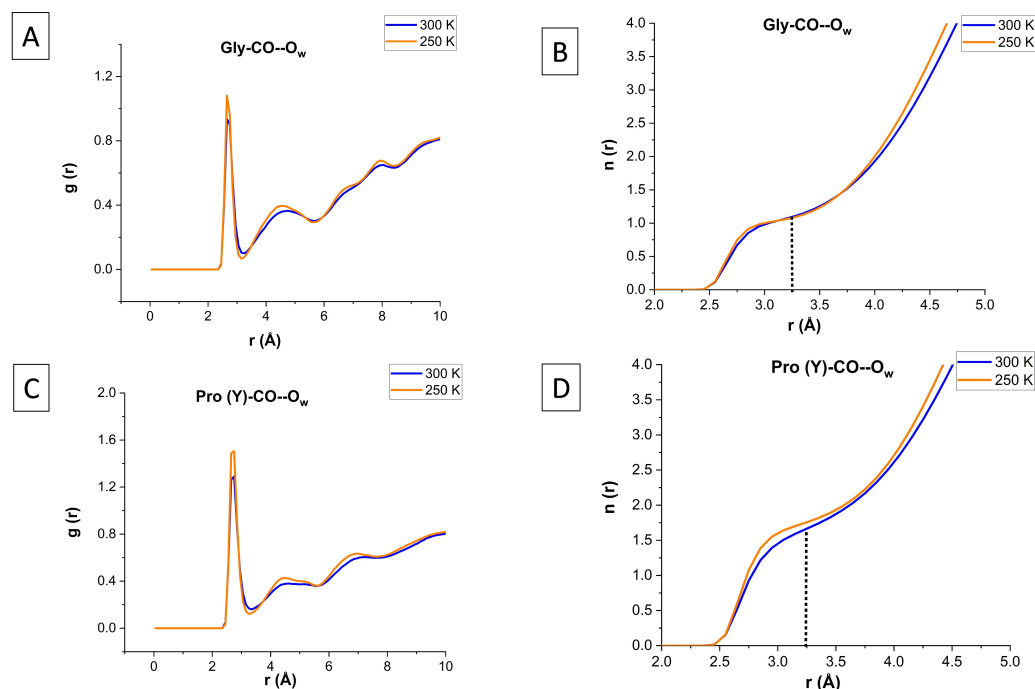 A
Gly-CO--Ow
300 K
250 K
g (r)
1.2
0.8
0.4
0.0
0 2 4 6 8 10
r (Å)
B
Gly-CO--Ow
300 K
250 K
n (r)
4.0
3.5
3.0
2.5
2.0
1.5
1.0
0.5
0.0
2.0 2.5 3.0 3.5 4.0 4.5 5.0
r (Å)
C
Pro (Y)-CO--Ow
300 K
250 K
g (r)
2.0
1.6
1.2
0.8
0.4
0.0
0 2 4 6 8 10
r (Å)
D
Pro (Y)-CO--Ow
300 K
250 K
n (r)
4.0
3.5
3.0
2.5
2.0
1.5
1.0
0.5
0.0
2.0 2.5 3.0 3.5 4.0 4.5 5.0
r (Å)